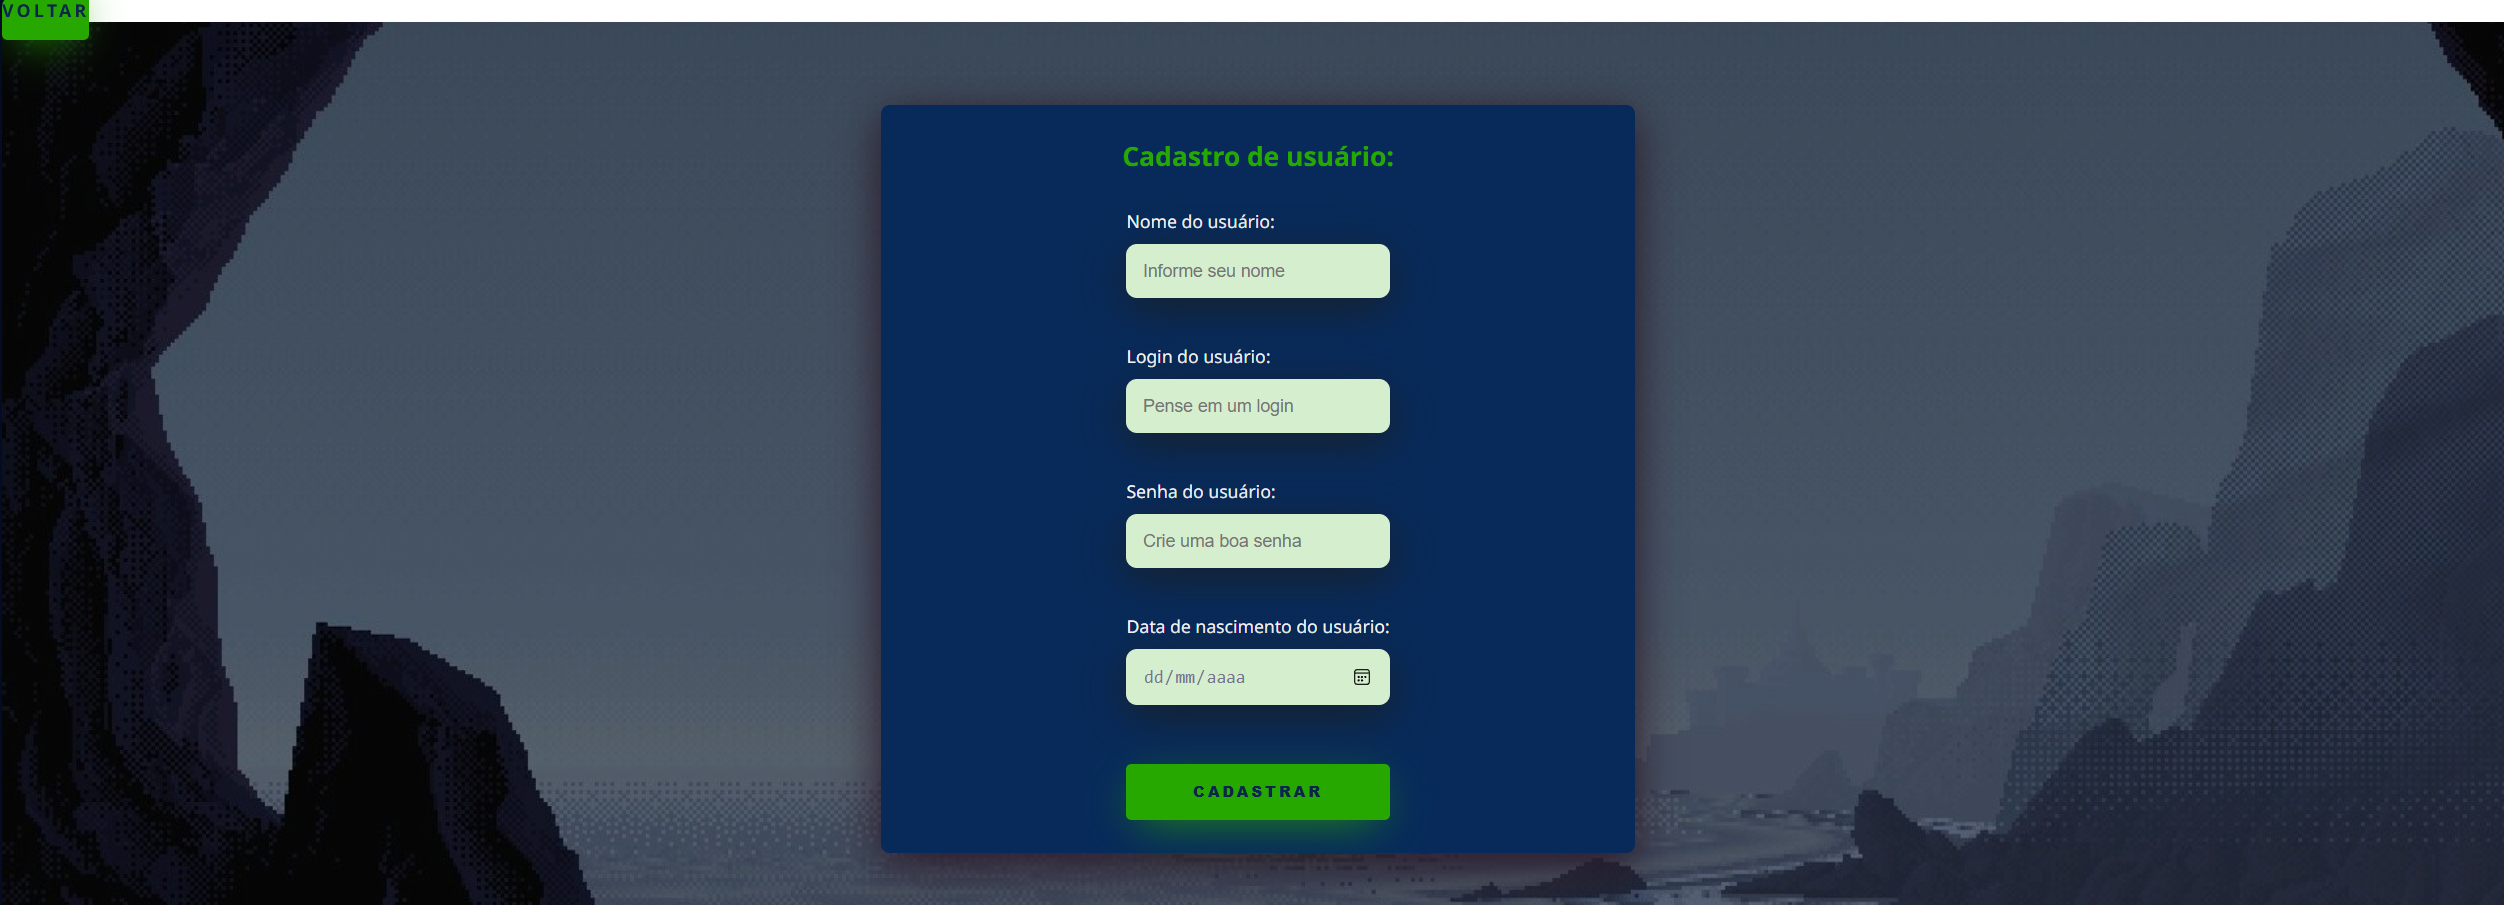 VOLTAR
Cadastro de usuário:
Nome do usuário:
Informe seu nome
Login do usuário:
Pense em um login
Senha do usuário:
Crie uma boa senha
Data de nascimento do usuário:
dd/mm/aaaa
CADASTRAR